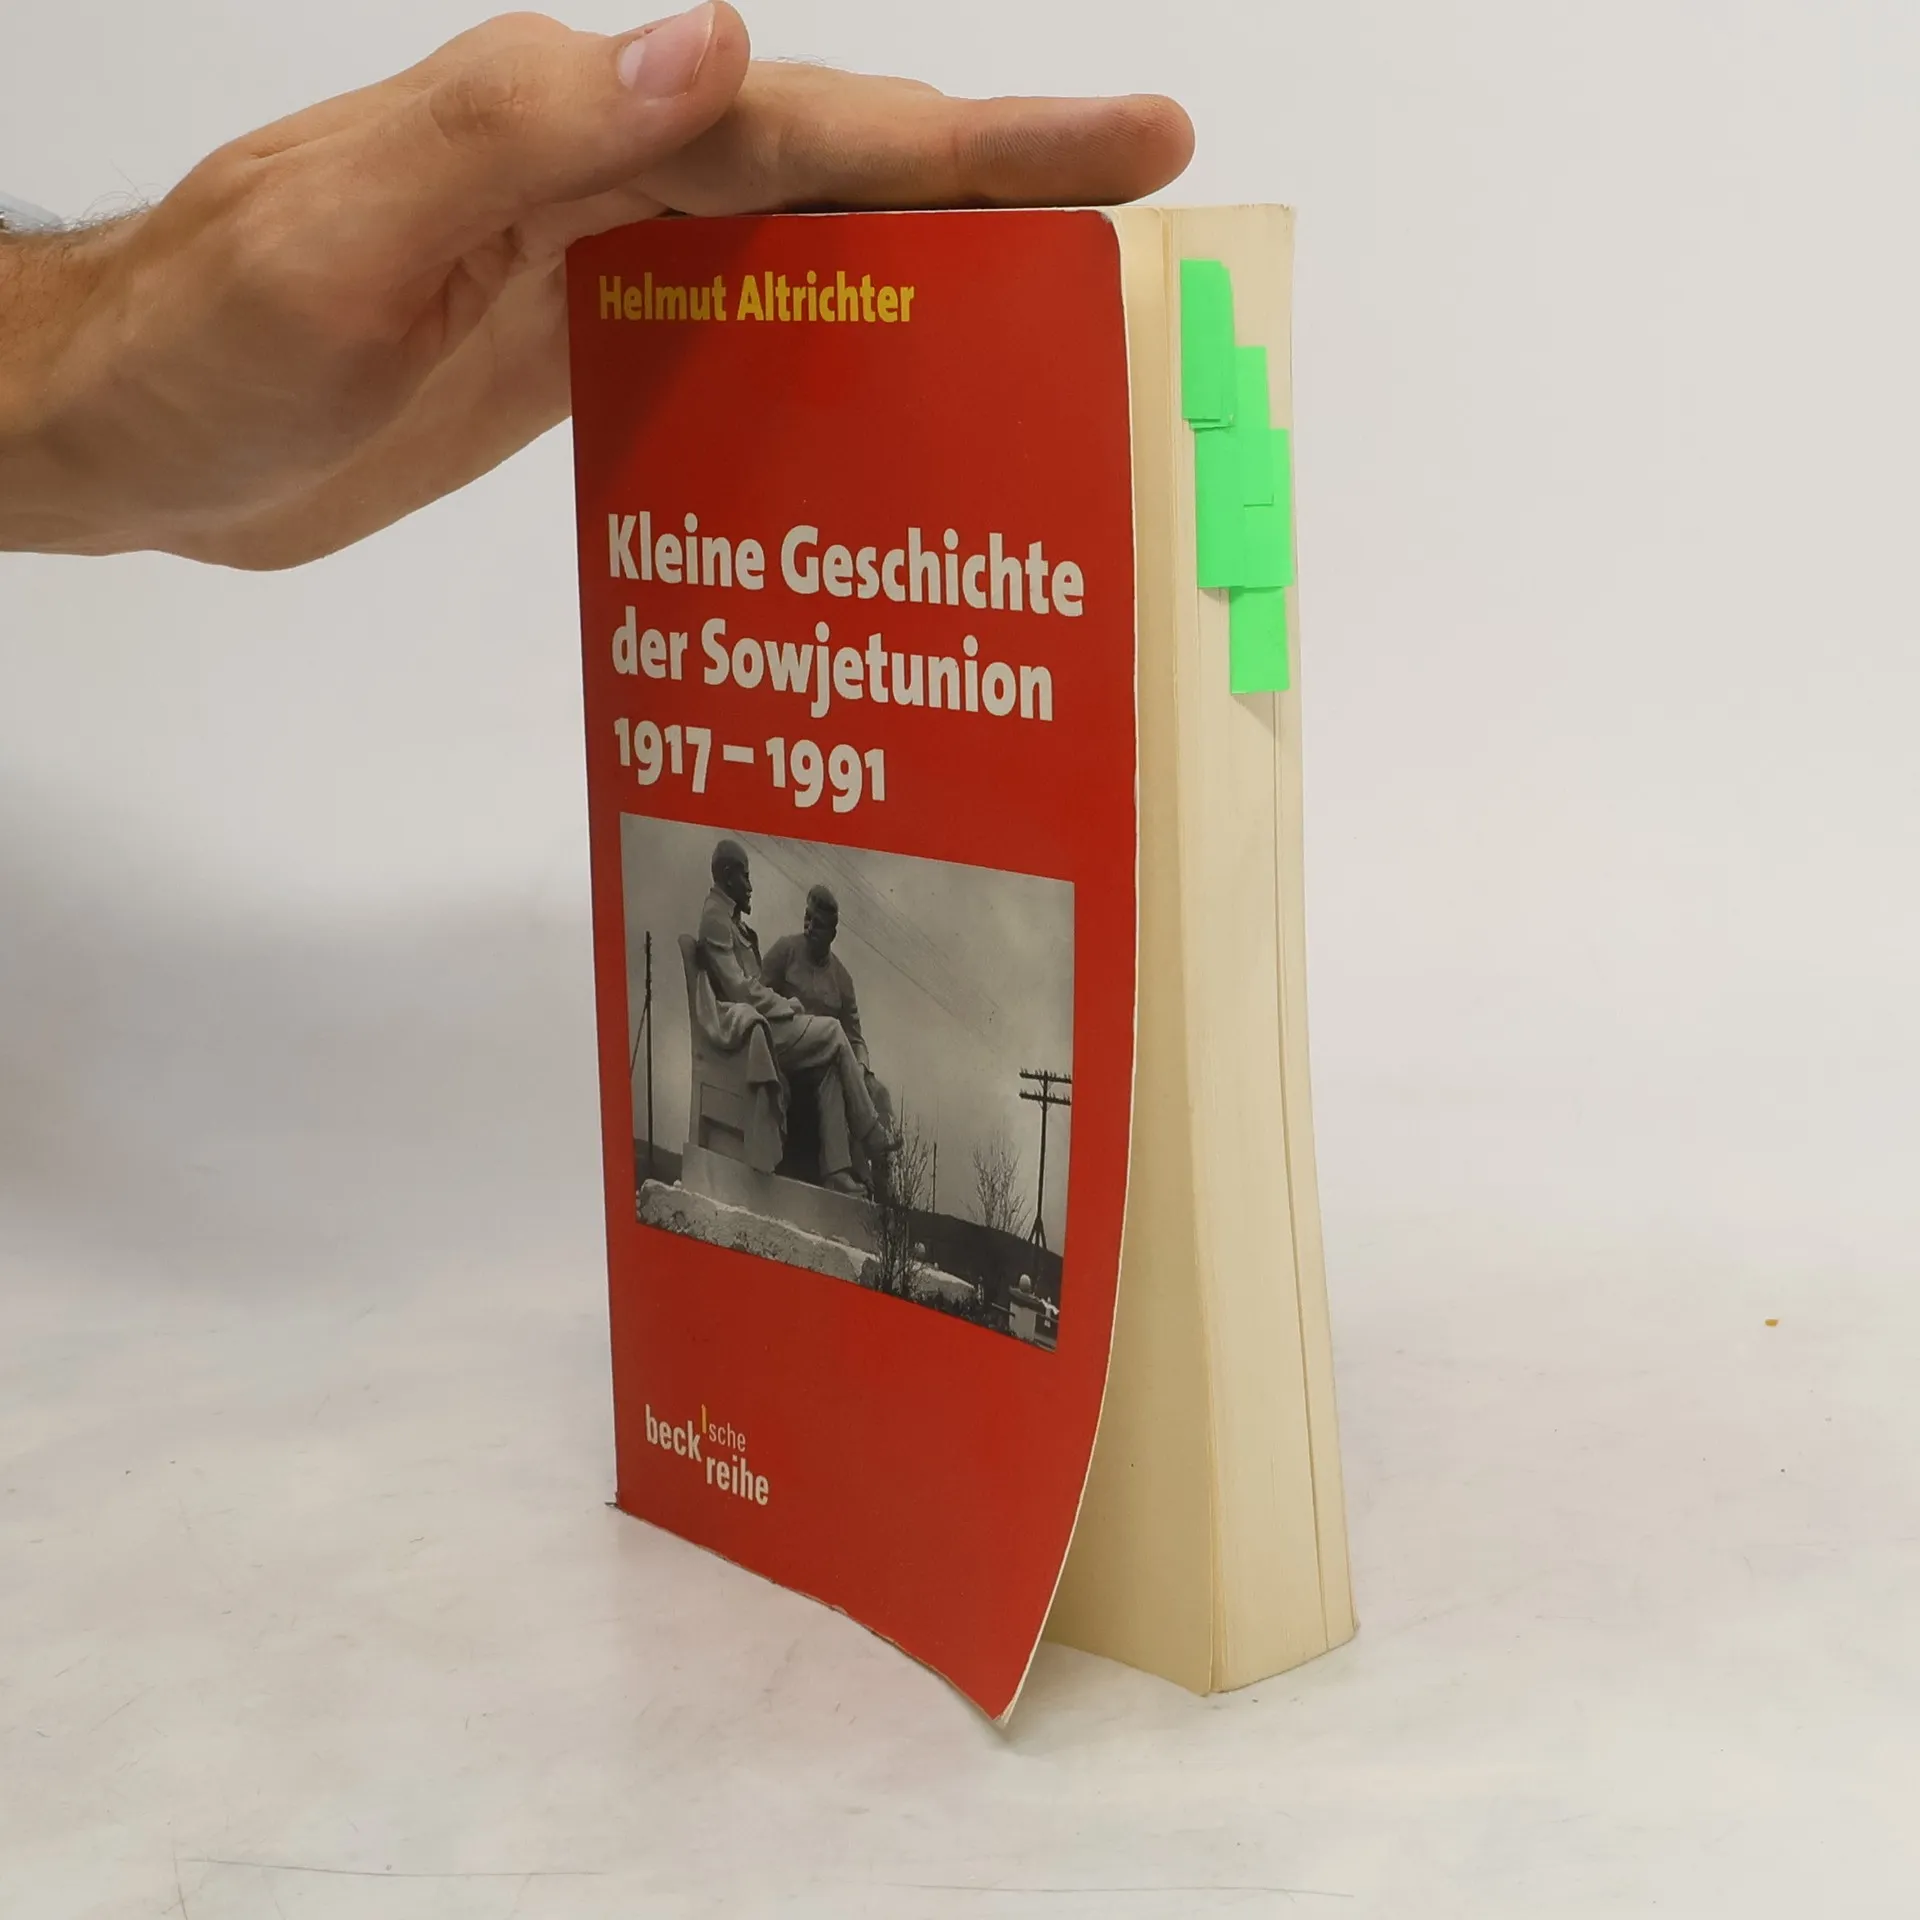 Helmut Altrichter
Kleine Geschichte
der Sowjetunion
1917 – 1991
beck'sche
reihe